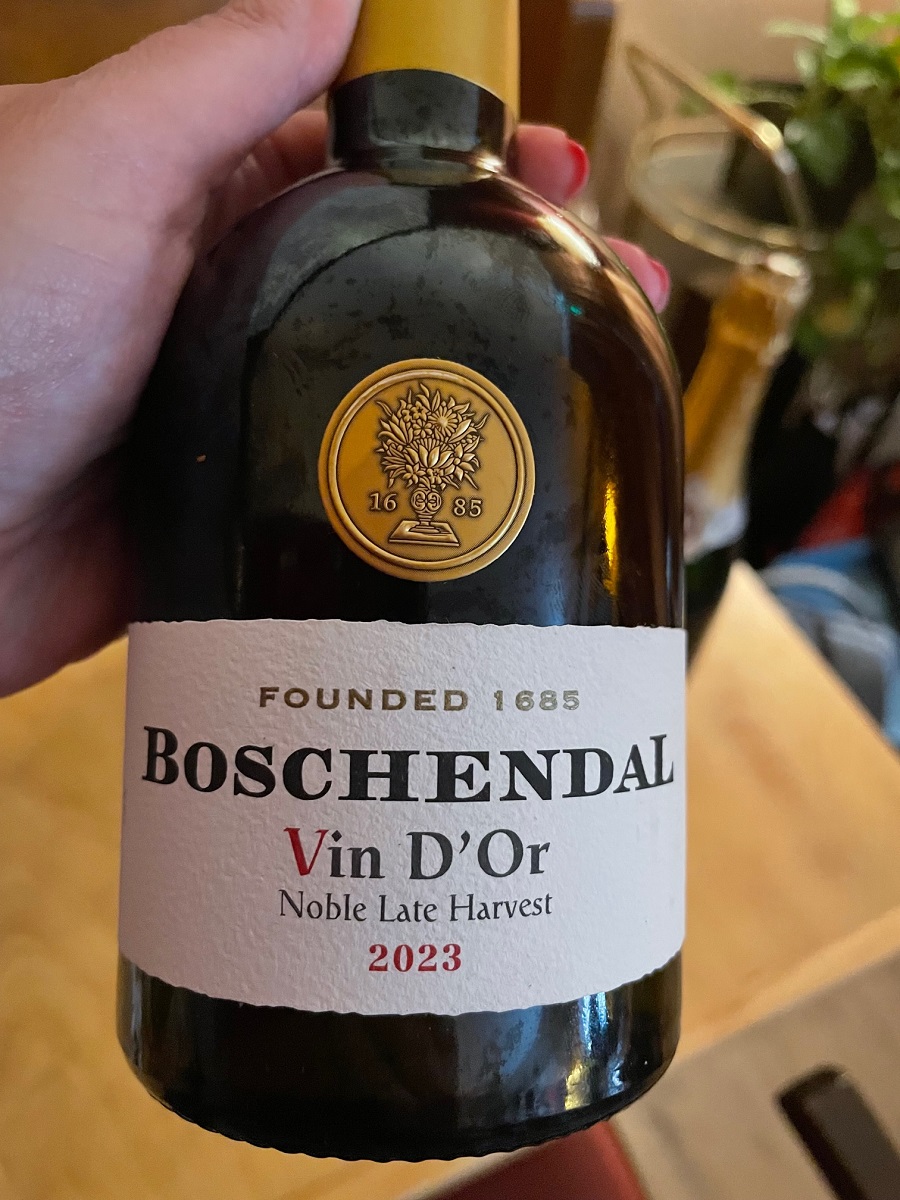 16 85
FOUNDED 1685
BOSCHENDAL
Vin D'Or
Noble Late Harvest
2023